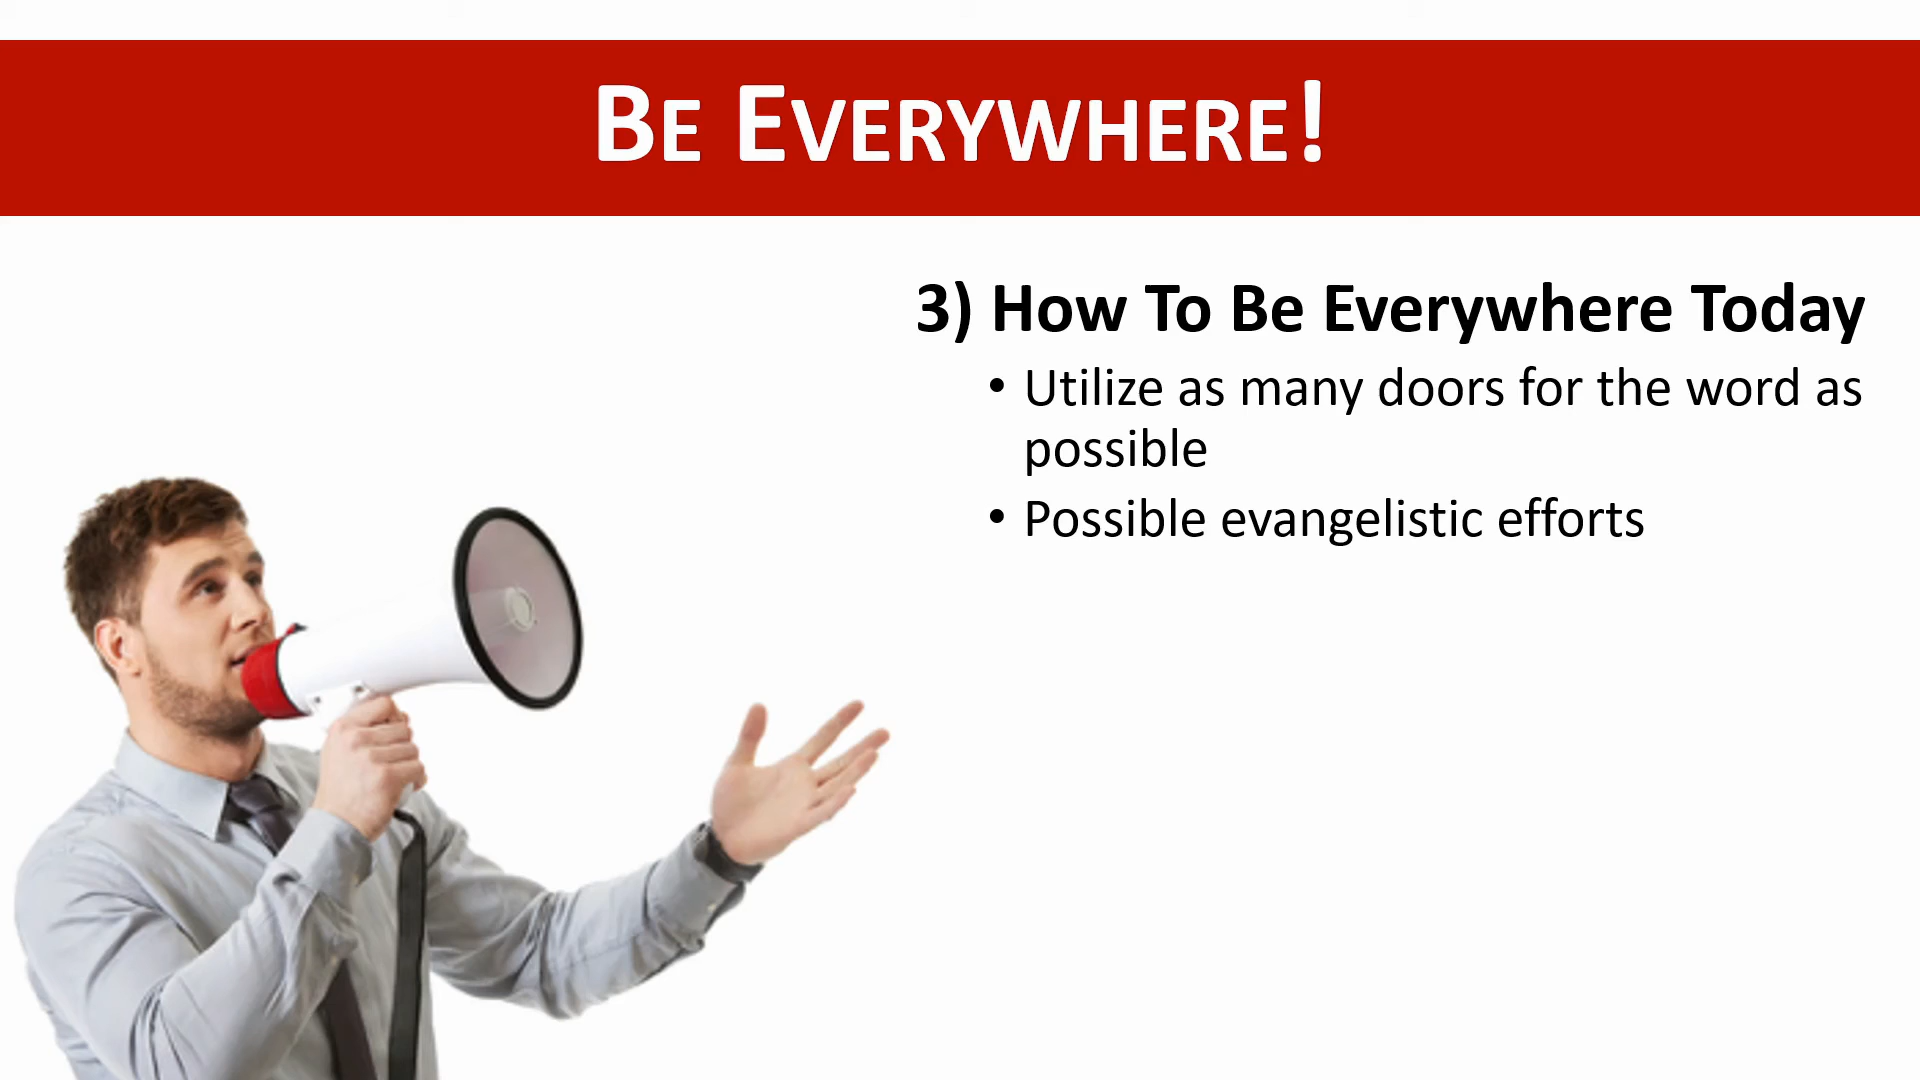 BE EVERYWHERE!
3) How To Be Everywhere Today
• Utilize as many doors for the word as
possible
• Possible evangelistic efforts